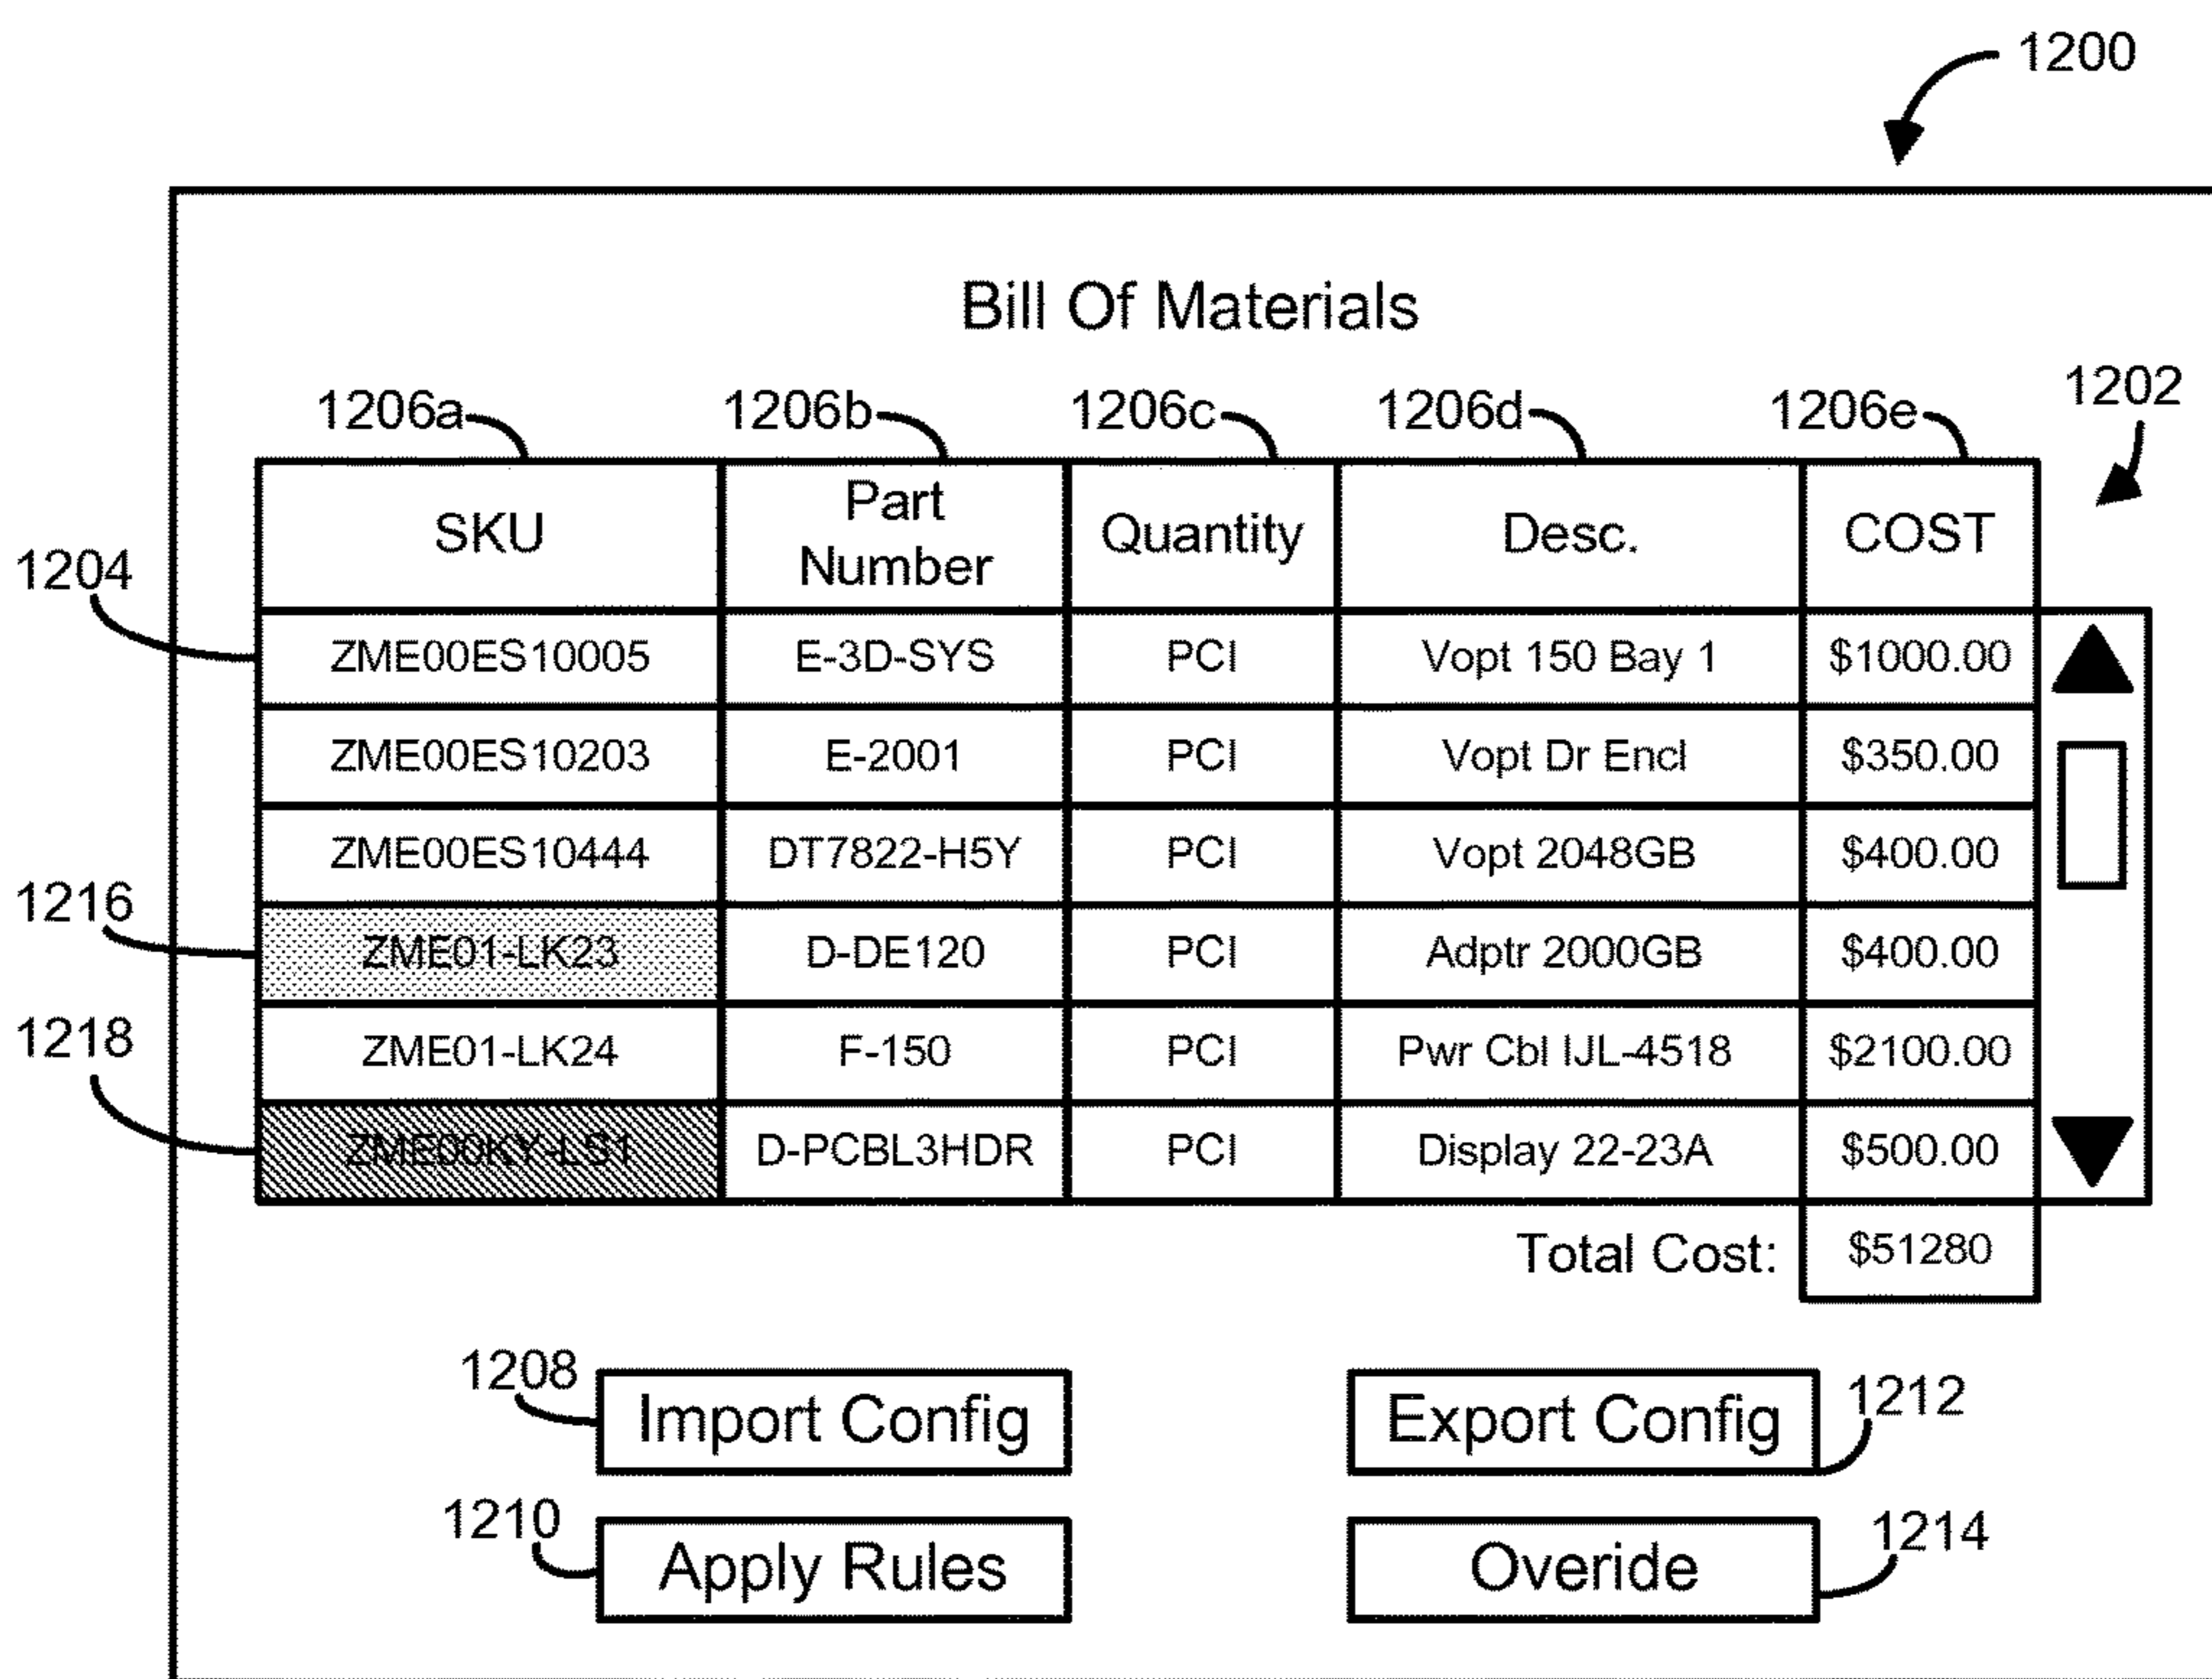 1200
Bill Of Materials
1202
1206a 1206b 1206c 1206d 1206e
SKU Part Number Quantity Desc. COST
1204
ZME00ES10005 E-3D-SYS PCI Vopt 150 Bay 1 $1000.00
ZME00ES10203 E-2001 PCI Vopt Dr Encl $350.00
ZME00ES10444 DT7822-H5Y PCI Vopt 2048GB $400.00
1216
ZME01-LK23 D-DE120 PCI Adptr 2000GB $400.00
1218
ZME01-LK24 F-150 PCI Pwr Cbl IJL-4518 $2100.00
ZME00KY-LS1 D-PCBL3HDR PCI Display 22-23A $500.00
Total Cost: $51280
1208 Import Config Export Config 1212
1210 Apply Rules Overide 1214